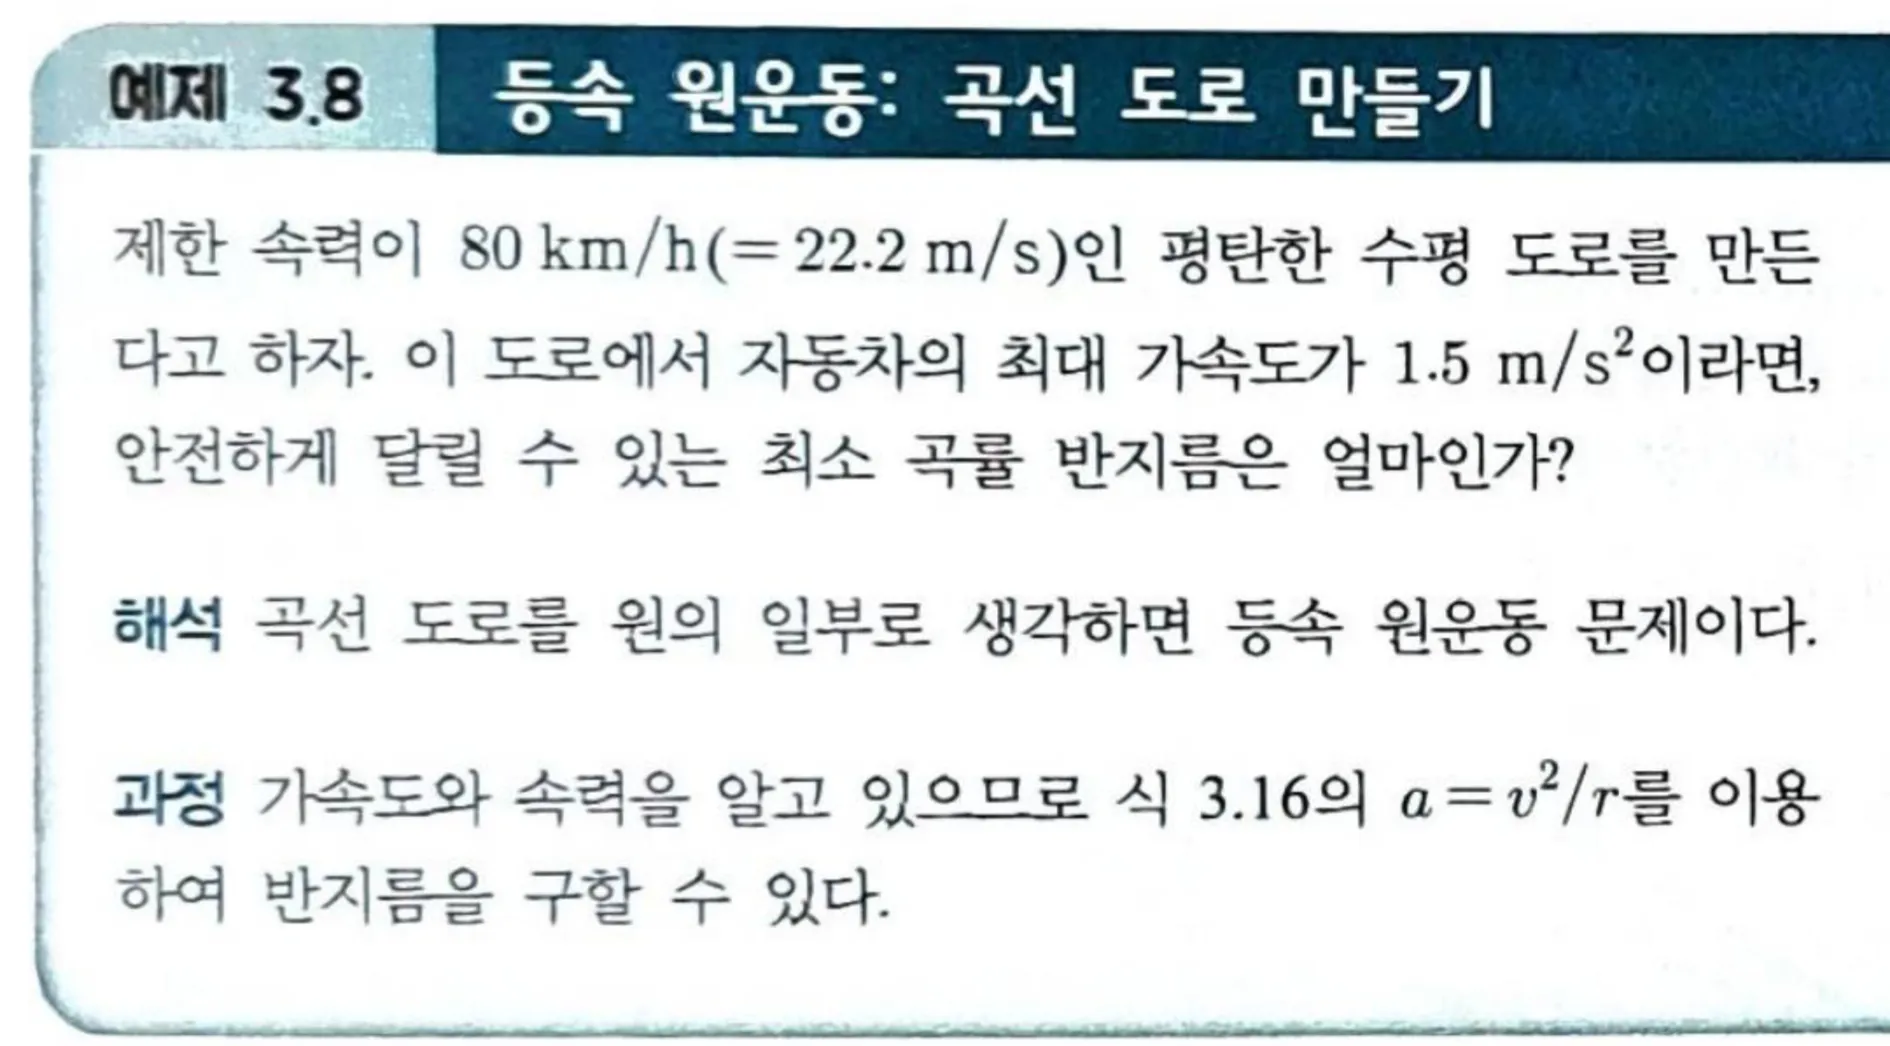 예제 3.8 등속 원운동: 곡선 도로 만들기
제한 속력이 80 km/h(=22.2 m/s)인 평탄한 수평 도로를 만든
다고 하자. 이 도로에서 자동차의 최대 가속도가 1.5 m/s²이라면,
안전하게 달릴 수 있는 최소 곡률 반지름은 얼마인가?
해석 곡선 도로를 원의 일부로 생각하면 등속 원운동 문제이다.
과정 가속도와 속력을 알고 있으므로 식 3.16의 a=v²/r를 이용
하여 반지름을 구할 수 있다.